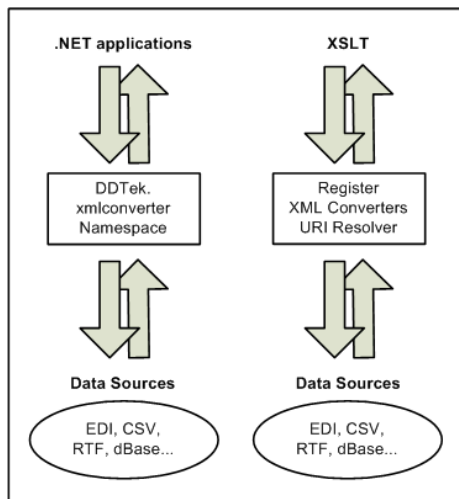 .NET applications
DDTek.
xmlconverter
Namespace
Data Sources
EDI, CSV,
RTF, dBase...
XSLT
Register
XML Converters
URI Resolver
Data Sources
EDI, CSV,
RTF, dBase...